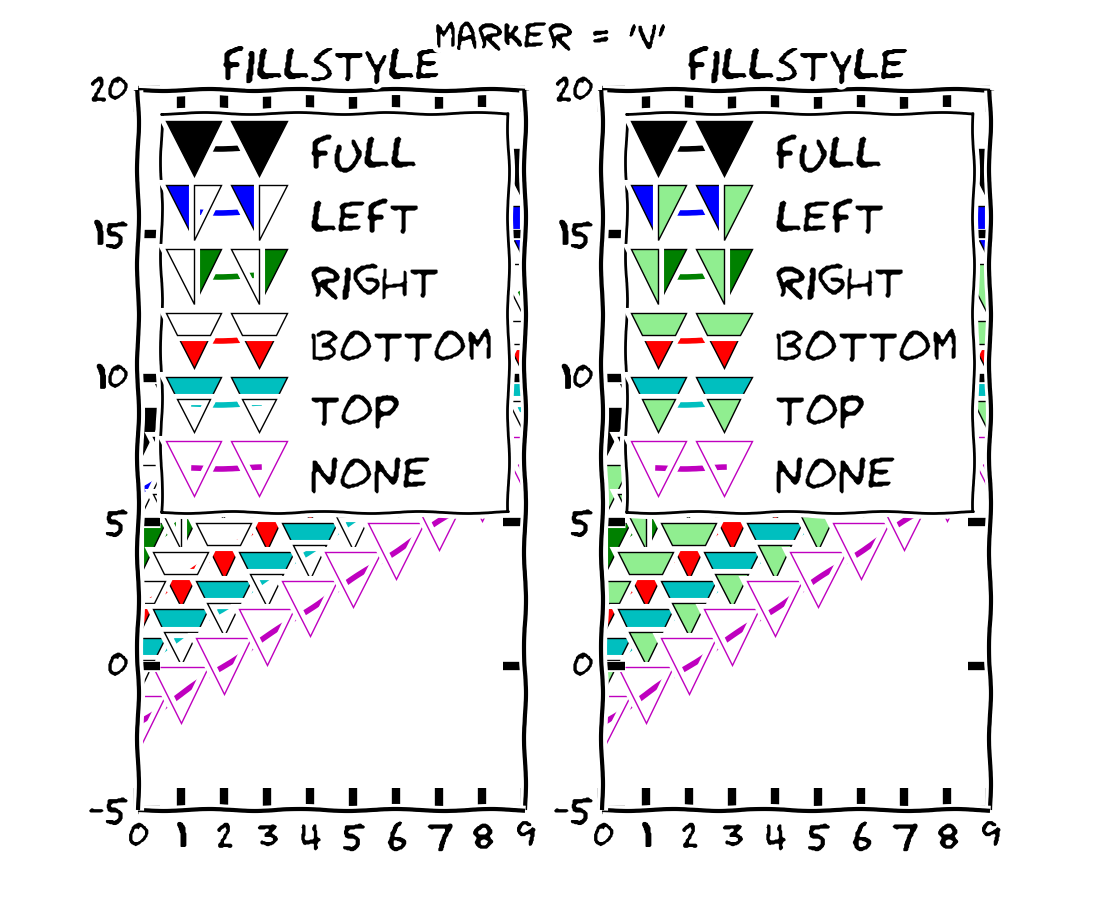 MARKER = 'V'
FILLSTYLE
20
15
10
5
0
-5
FULL
LEFT
RIGHT
BOTTOM
TOP
NONE
0 1 2 3 4 5 6 7 8 9
FILLSTYLE
20
15
10
5
0
-5
FULL
LEFT
RIGHT
BOTTOM
TOP
NONE
0 1 2 3 4 5 6 7 8 9